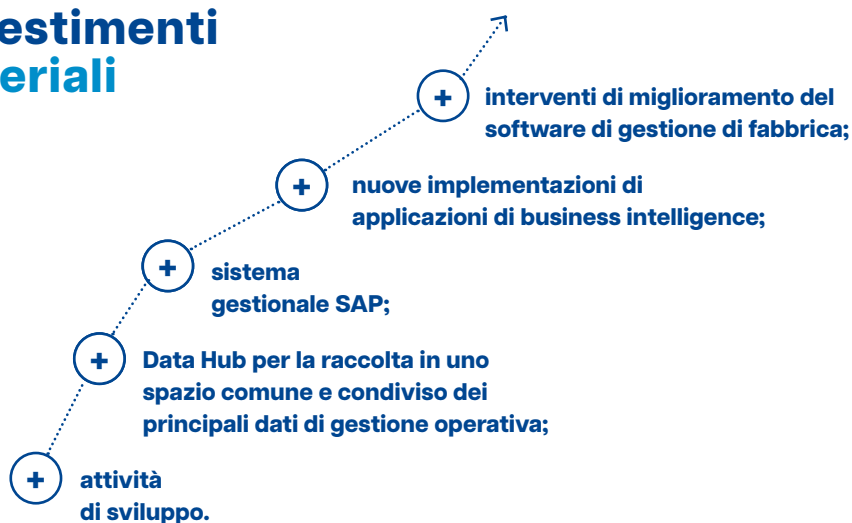 estimenti
eriali
+
interventi di miglioramento del
software di gestione di fabbrica;
+
nuove implementazioni di
applicazioni di business intelligence;
+
sistema
gestionale SAP;
+
Data Hub per la raccolta in uno
spazio comune e condiviso dei
principali dati di gestione operativa;
+
attività
di sviluppo.